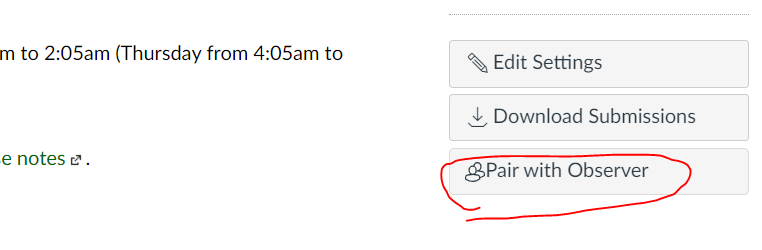 m to 2:05am (Thursday from 4:05am to
Edit Settings
Download Submissions
e notes .
Pair with Observer